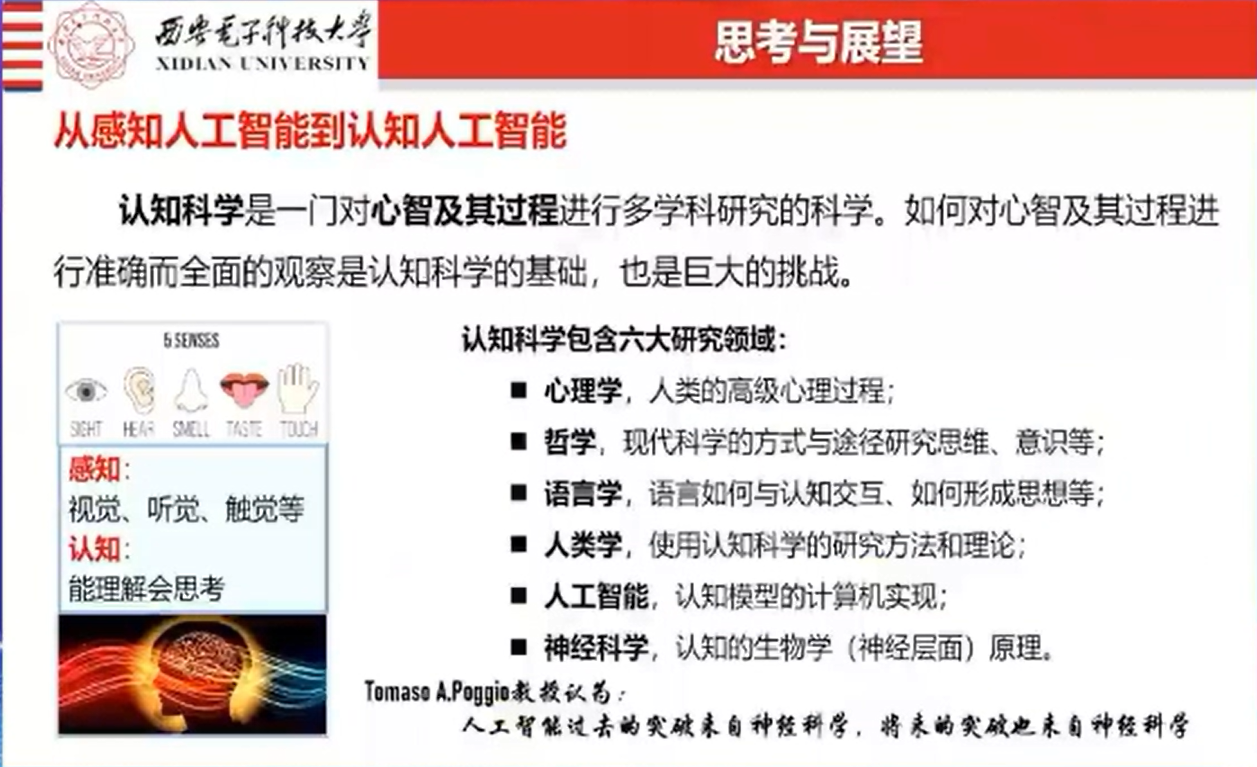 西安电子科技大学
XIDIAN UNIVERSITY
思考与展望
从感知人工智能到认知人工智能
认知科学是一门对心智及其过程进行多学科研究的科学。如何对心智及其过程进
行准确而全面的观察是认知科学的基础，也是巨大的挑战。
5 SENSES
SIGHT HEAR SMELL TASTE TOUCH
感知：
视觉、听觉、触觉等
认知：
能理解会思考
认知科学包含六大研究领域：
■ 心理学，人类的高级心理过程；
■ 哲学，现代科学的方式与途径研究思维、意识等；
■ 语言学，语言如何与认知交互、如何形成思想等；
■ 人类学，使用认知科学的研究方法和理论；
■ 人工智能，认知模型的计算机实现；
■ 神经科学，认知的生物学（神经层面）原理。
Tomaso A.Poggio教授认为：
人工智能过去的突破来自神经科学，将来的突破也来自神经科学